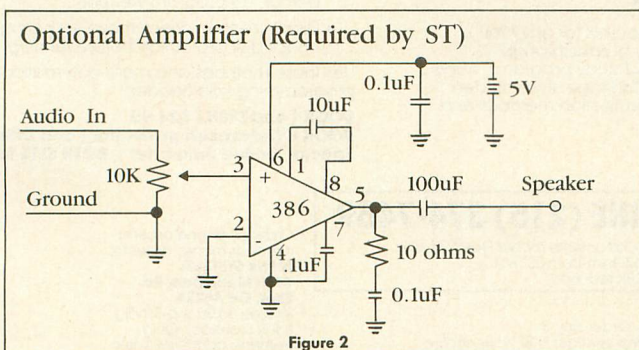 Optional Amplifier (Required by ST)
0.1uF
5V
10uF
Audio In
10K
3
6
1
+
8
386
5
100uF
Speaker
Ground
2
-
4
7
.1uF
10 ohms
0.1uF
Figure 2